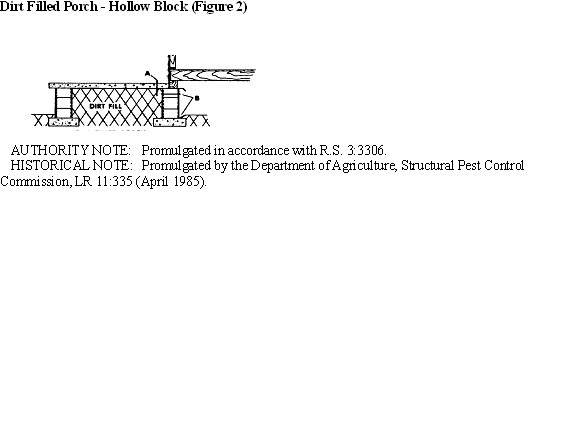 Dirt Filled Porch - Hollow Block (Figure 2)
A
B
DIRT FILL
AUTHORITY NOTE: Promulgated in accordance with R.S. 3:3306.
HISTORICAL NOTE: Promulgated by the Department of Agriculture, Structural Pest Control
Commission, LR 11:335 (April 1985).